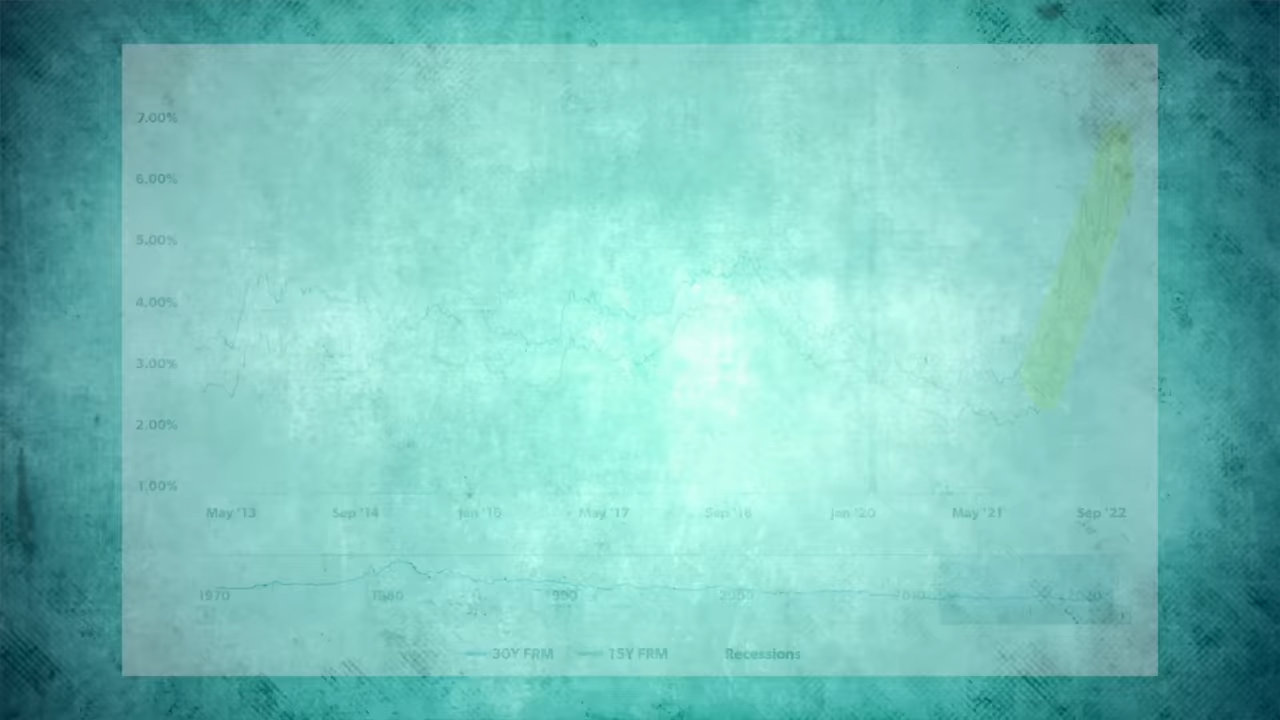 7.00%
6.00%
5.00%
4.00%
3.00%
2.00%
1.00%
May '13 Sep '14 Jan '16 May '17 Sep '18 Jan '20 May '21 Sep '22
1970 1980 1990 2000 2010 2020
30Y FRM 15Y FRM Recessions